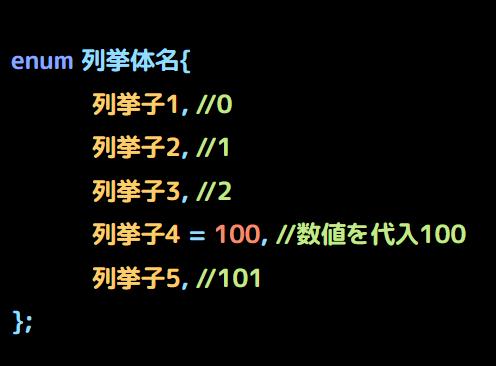 enum 列挙体名{
列挙子1, //0
列挙子2, //1
列挙子3, //2
列挙子4 = 100, //数値を代入100
列挙子5, //101
};